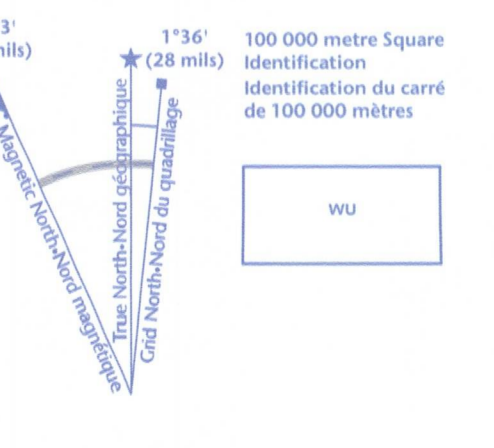 3'
1°36'
(28 mils)
100 000 metre Square
Identification
Identification du carré
de 100 000 mètres
WU
Magnetic North•Nord magnétique
True North•Nord géographique
Grid North•Nord du quadrillage